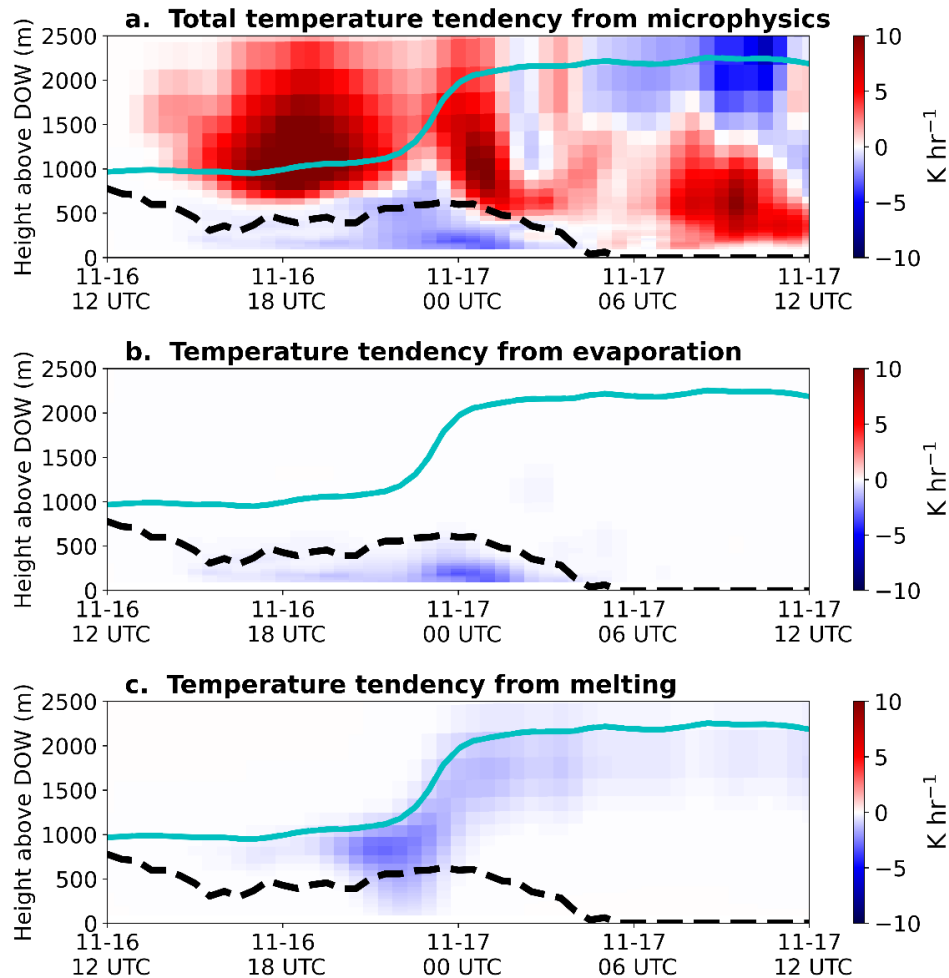 a. Total temperature tendency from microphysics
Height above DOW (m)
2500
2000
1500
1000
500
0
11-16
12 UTC
11-16
18 UTC
11-17
00 UTC
11-17
06 UTC
11-17
12 UTC
10
5
0
−5
−10
K hr⁻¹
b. Temperature tendency from evaporation
Height above DOW (m)
2500
2000
1500
1000
500
0
11-16
12 UTC
11-16
18 UTC
11-17
00 UTC
11-17
06 UTC
11-17
12 UTC
10
5
0
−5
−10
K hr⁻¹
c. Temperature tendency from melting
Height above DOW (m)
2500
2000
1500
1000
500
0
11-16
12 UTC
11-16
18 UTC
11-17
00 UTC
11-17
06 UTC
11-17
12 UTC
10
5
0
−5
−10
K hr⁻¹